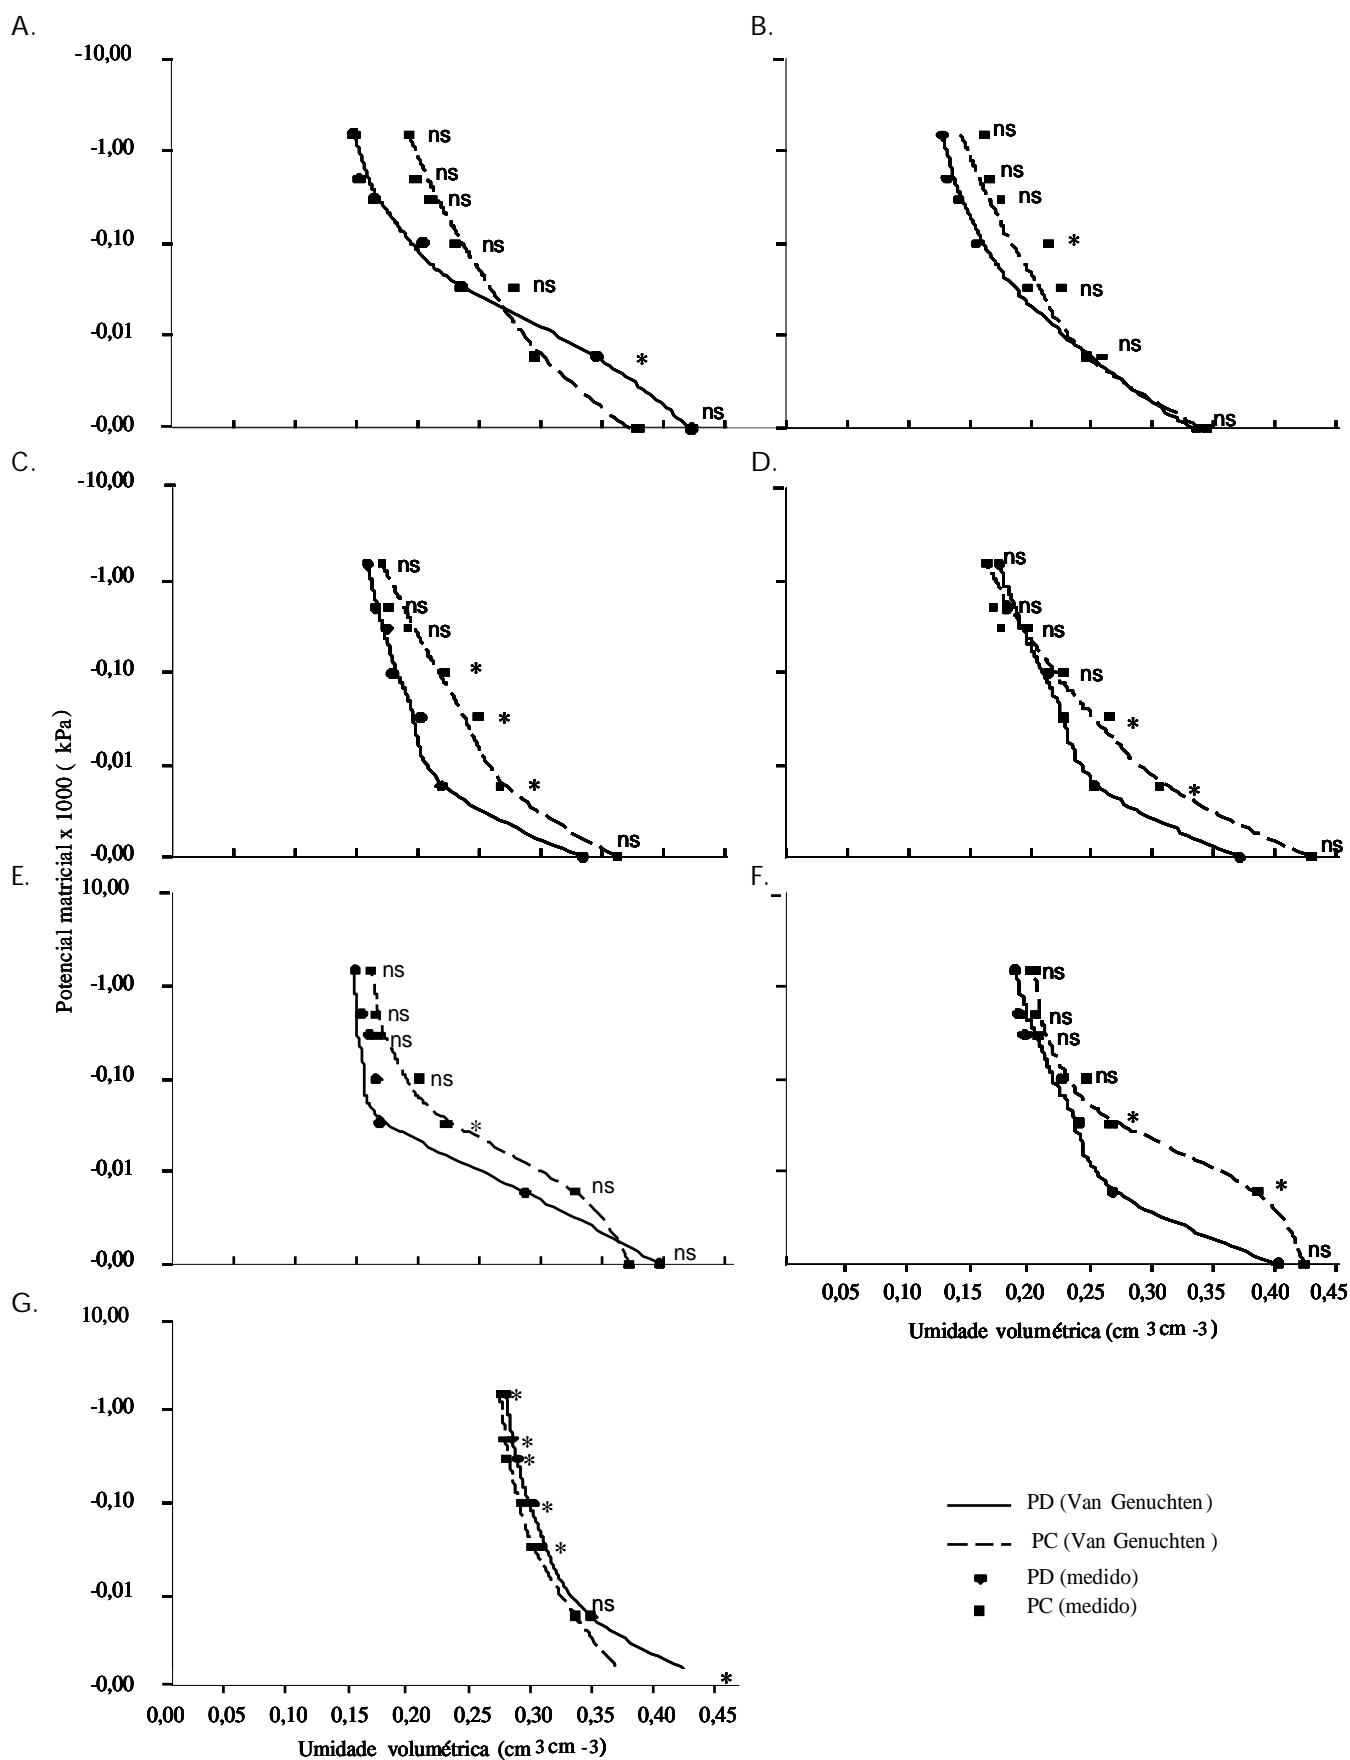 A.
-10,00
-1,00
-0,10
-0,01
-0,00
ns
ns
ns
ns
ns
*
ns
B.
ns
ns
ns
*
ns
ns
ns
C.
-10,00
-1,00
-0,10
-0,01
-0,00
ns
ns
ns
*
*
*
ns
D.
ns
ns
ns
ns
*
*
ns
Potencial matricial x 1000 ( kPa)
E.
10,00
-1,00
-0,10
-0,01
-0,00
ns
ns
ns
ns
*
ns
ns
F.
ns
ns
ns
ns
*
*
ns
0,05 0,10 0,15 0,20 0,25 0,30 0,35 0,40 0,45
Umidade volumétrica (cm 3 cm -3)
G.
10,00
-1,00
-0,10
-0,01
-0,00
*
*
*
*
*
ns
*
0,00 0,05 0,10 0,15 0,20 0,25 0,30 0,35 0,40 0,45
Umidade volumétrica (cm 3 cm -3)
PD (Van Genuchten)
PC (Van Genuchten )
PD (medido)
PC (medido)